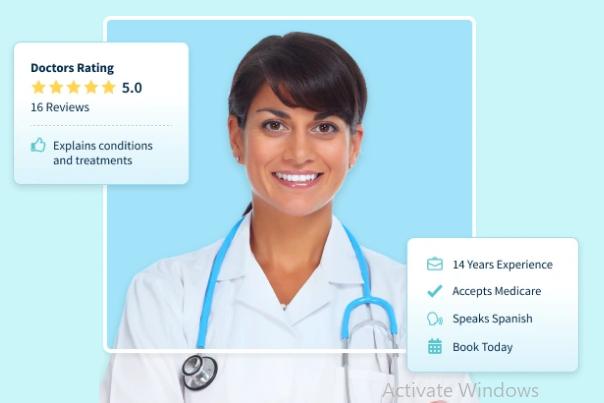 Doctors Rating
5.0
16 Reviews
Explains conditions
and treatments
14 Years Experience
Accepts Medicare
Speaks Spanish
Book Today
Activate Windows